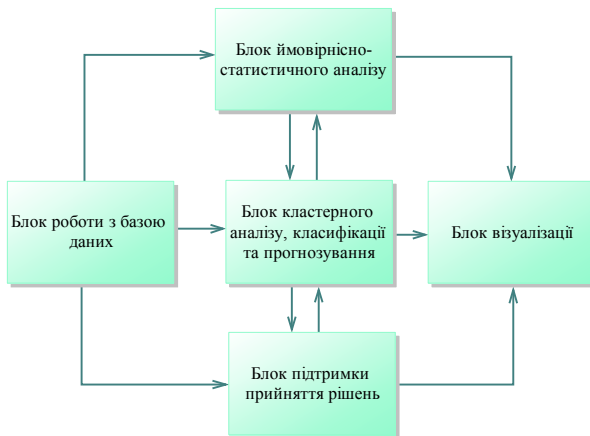 Блок ймовірнісно-
статистичного аналізу
Блок роботи з базою
даних
Блок кластерного
аналізу, класифікації
та прогнозування
Блок візуалізації
Блок підтримки
прийняття рішень